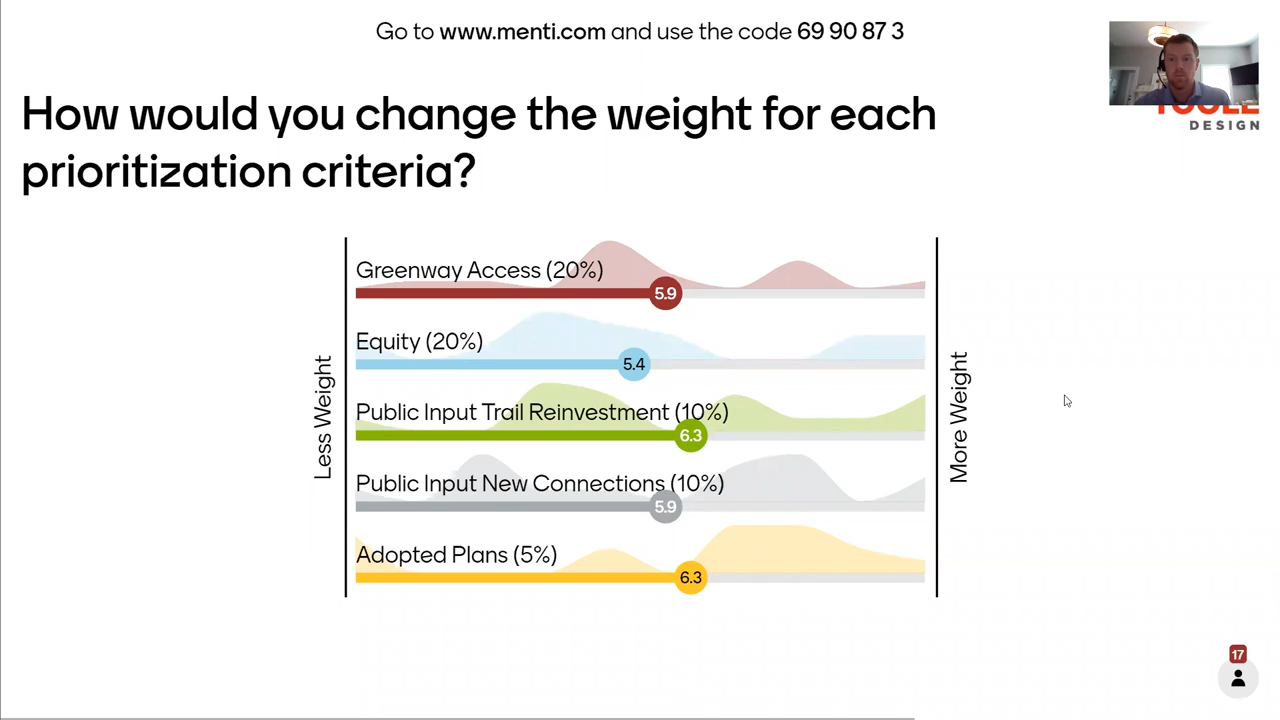 Go to www.menti.com and use the code 69 90 87 3
DESIGN
How would you change the weight for each
prioritization criteria?
Less Weight
Greenway Access (20%)
5.9
Equity (20%)
5.4
Public Input Trail Reinvestment (10%)
6.3
Public Input New Connections (10%)
5.9
Adopted Plans (5%)
6.3
More Weight
17